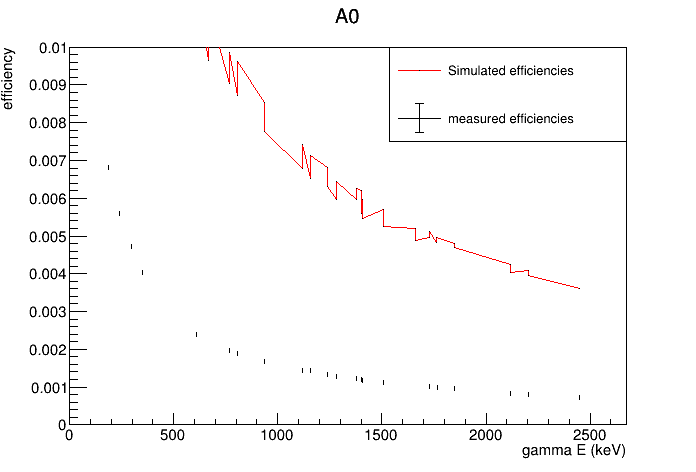 A0
efficiency
0.01
0.009
0.008
0.007
0.006
0.005
0.004
0.003
0.002
0.001
0
Simulated efficiencies
measured efficiencies
0 500 1000 1500 2000 2500
gamma E (keV)